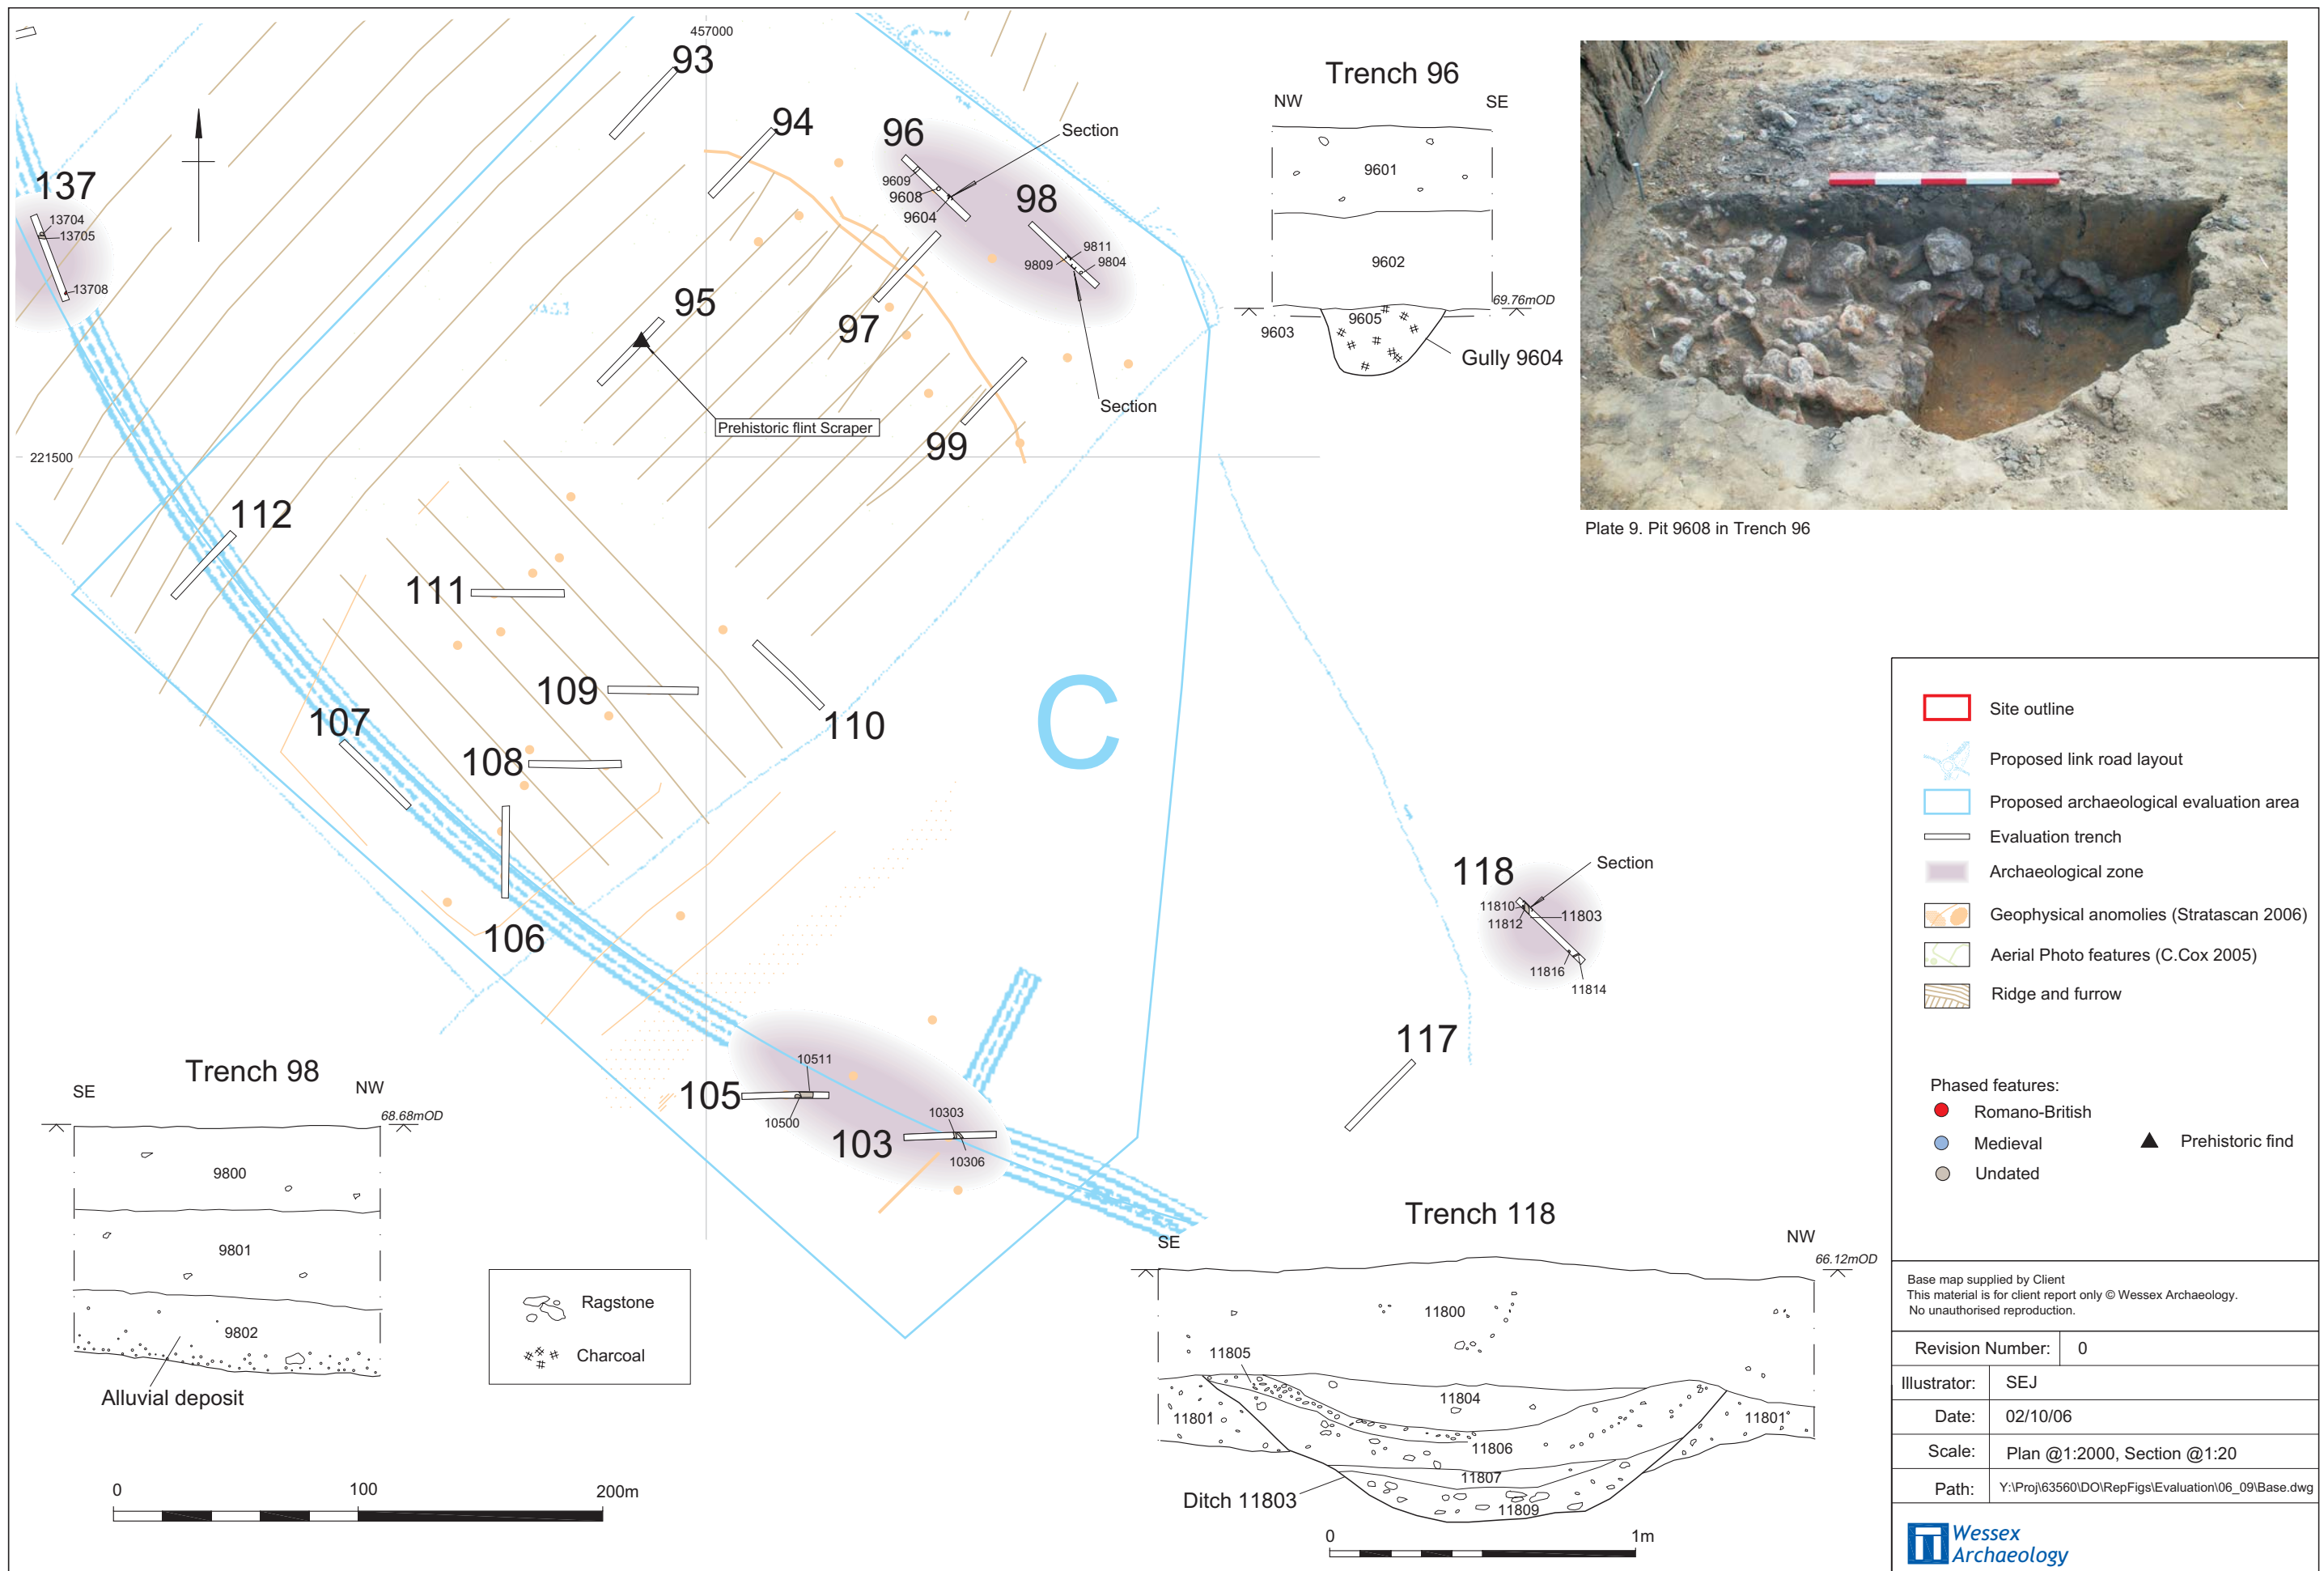 457000
93
94
96
Section
9609
9608
9604
98
9811
9809
9804
Section
137
13704
13705
13708
95
97
Prehistoric flint Scraper
99
221500
112
111
109
110
107
108
C
106
118
Section
11810
11812
11803
11816
11814
117
105
10511
10500
103
10303
10306
Trench 96
NW
SE
9601
9602
69.76mOD
9603
9605
Gully 9604
Plate 9. Pit 9608 in Trench 96
Trench 98
SE
NW
68.68mOD
9800
9801
9802
Alluvial deposit
Ragstone
Charcoal
0
100
200m
Trench 118
SE
NW
66.12mOD
11800
11805
11804
11801
11801
11806
11807
11809
Ditch 11803
0
1m
Site outline
Proposed link road layout
Proposed archaeological evaluation area
Evaluation trench
Archaeological zone
Geophysical anomolies (Stratascan 2006)
Aerial Photo features (C.Cox 2005)
Ridge and furrow
Phased features:
Romano-British
Medieval
Prehistoric find
Undated
Base map supplied by Client
This material is for client report only © Wessex Archaeology.
No unauthorised reproduction.
Revision Number: 0
Illustrator: SEJ
Date: 02/10/06
Scale: Plan @1:2000, Section @1:20
Path: Y:\Proj\63560\DO\RepFigs\Evaluation\06_09\Base.dwg
Wessex
Archaeology